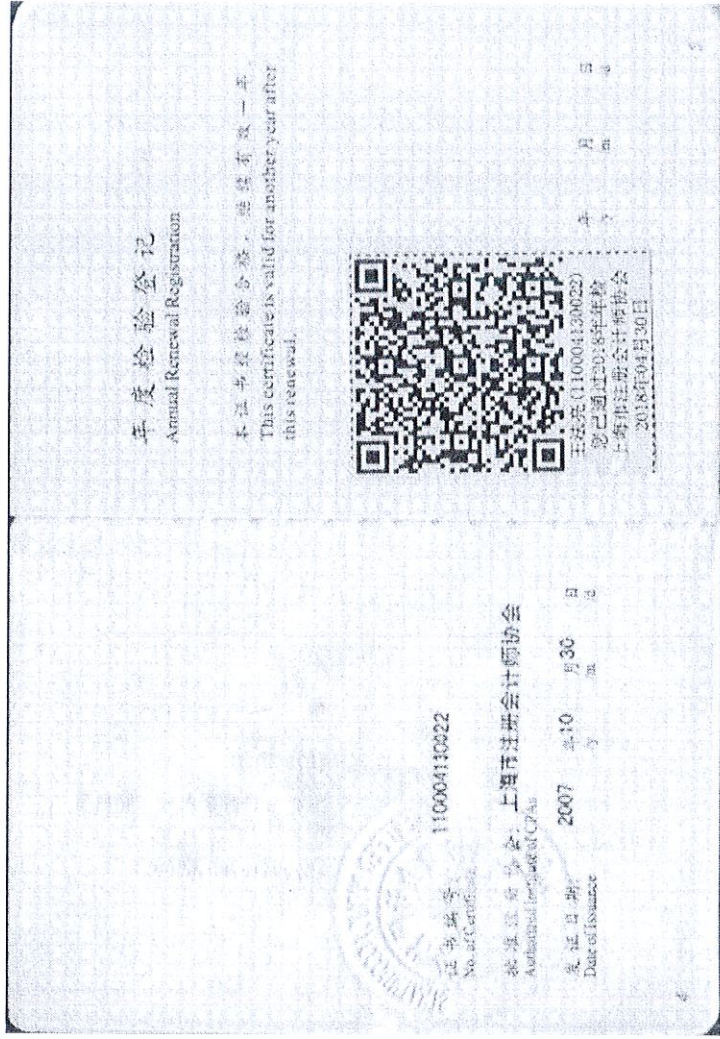 证书编号:
No. of Certificate
110004130022
批准注册协会:上海市注册会计师协会
Authorized Institute of CPAs
发证日期:
Date of Issuance
2007 年 10 月 30 日
y m d
4
年度检验登记
Annual Renewal Registration
本证书经检验合格,继续有效一年。
This certificate is valid for another year after
this renewal.
(110004130022)
您已通过2018年年检
上海市注册会计师协会
2018年04月30日
年 月 日
y m d
5